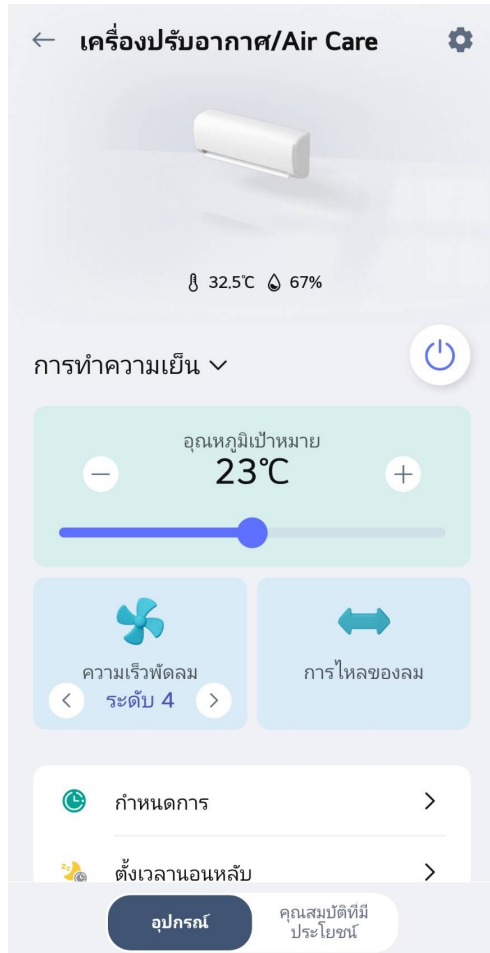 เครื่องปรับอากาศ/Air Care
32.5℃ 67%
การทำความเย็น
อุณหภูมิเป้าหมาย
23℃
ความเร็วพัดลม
ระดับ 4
การไหลของลม
กำหนดการ
ตั้งเวลานอนหลับ
อุปกรณ์
คุณสมบัติที่มี
ประโยชน์